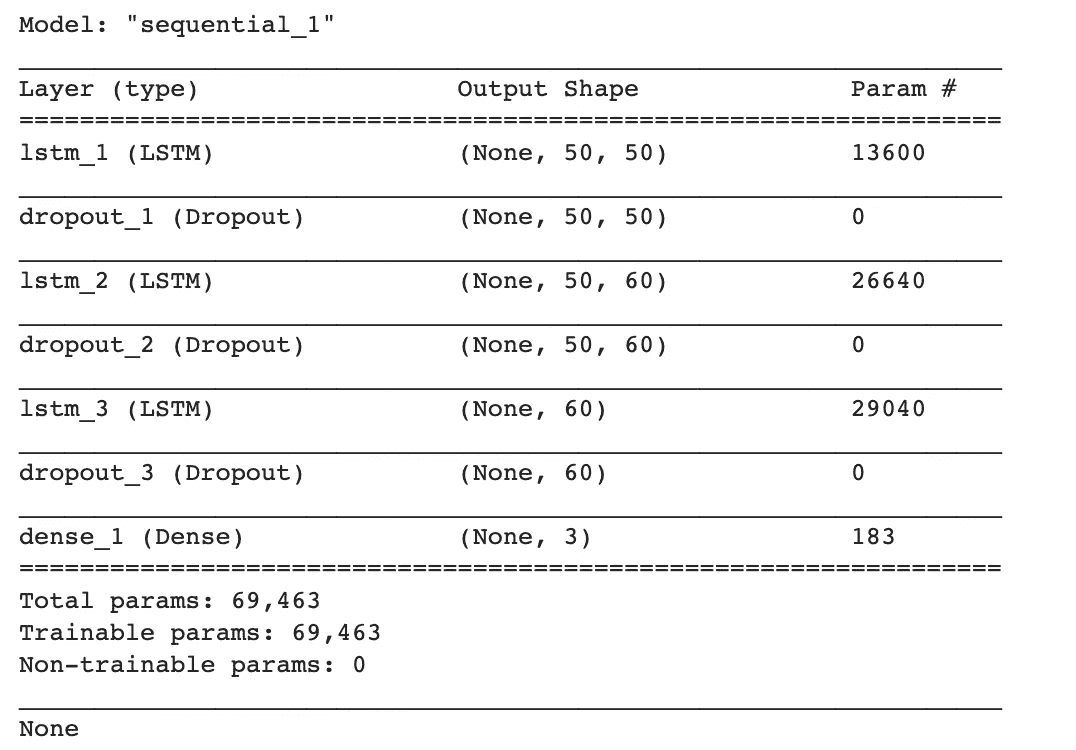 Model: "sequential_1"
Layer (type) Output Shape Param #
lstm_1 (LSTM) (None, 50, 50) 13600
dropout_1 (Dropout) (None, 50, 50) 0
lstm_2 (LSTM) (None, 50, 60) 26640
dropout_2 (Dropout) (None, 50, 60) 0
lstm_3 (LSTM) (None, 60) 29040
dropout_3 (Dropout) (None, 60) 0
dense_1 (Dense) (None, 3) 183
Total params: 69,463
Trainable params: 69,463
Non-trainable params: 0
None